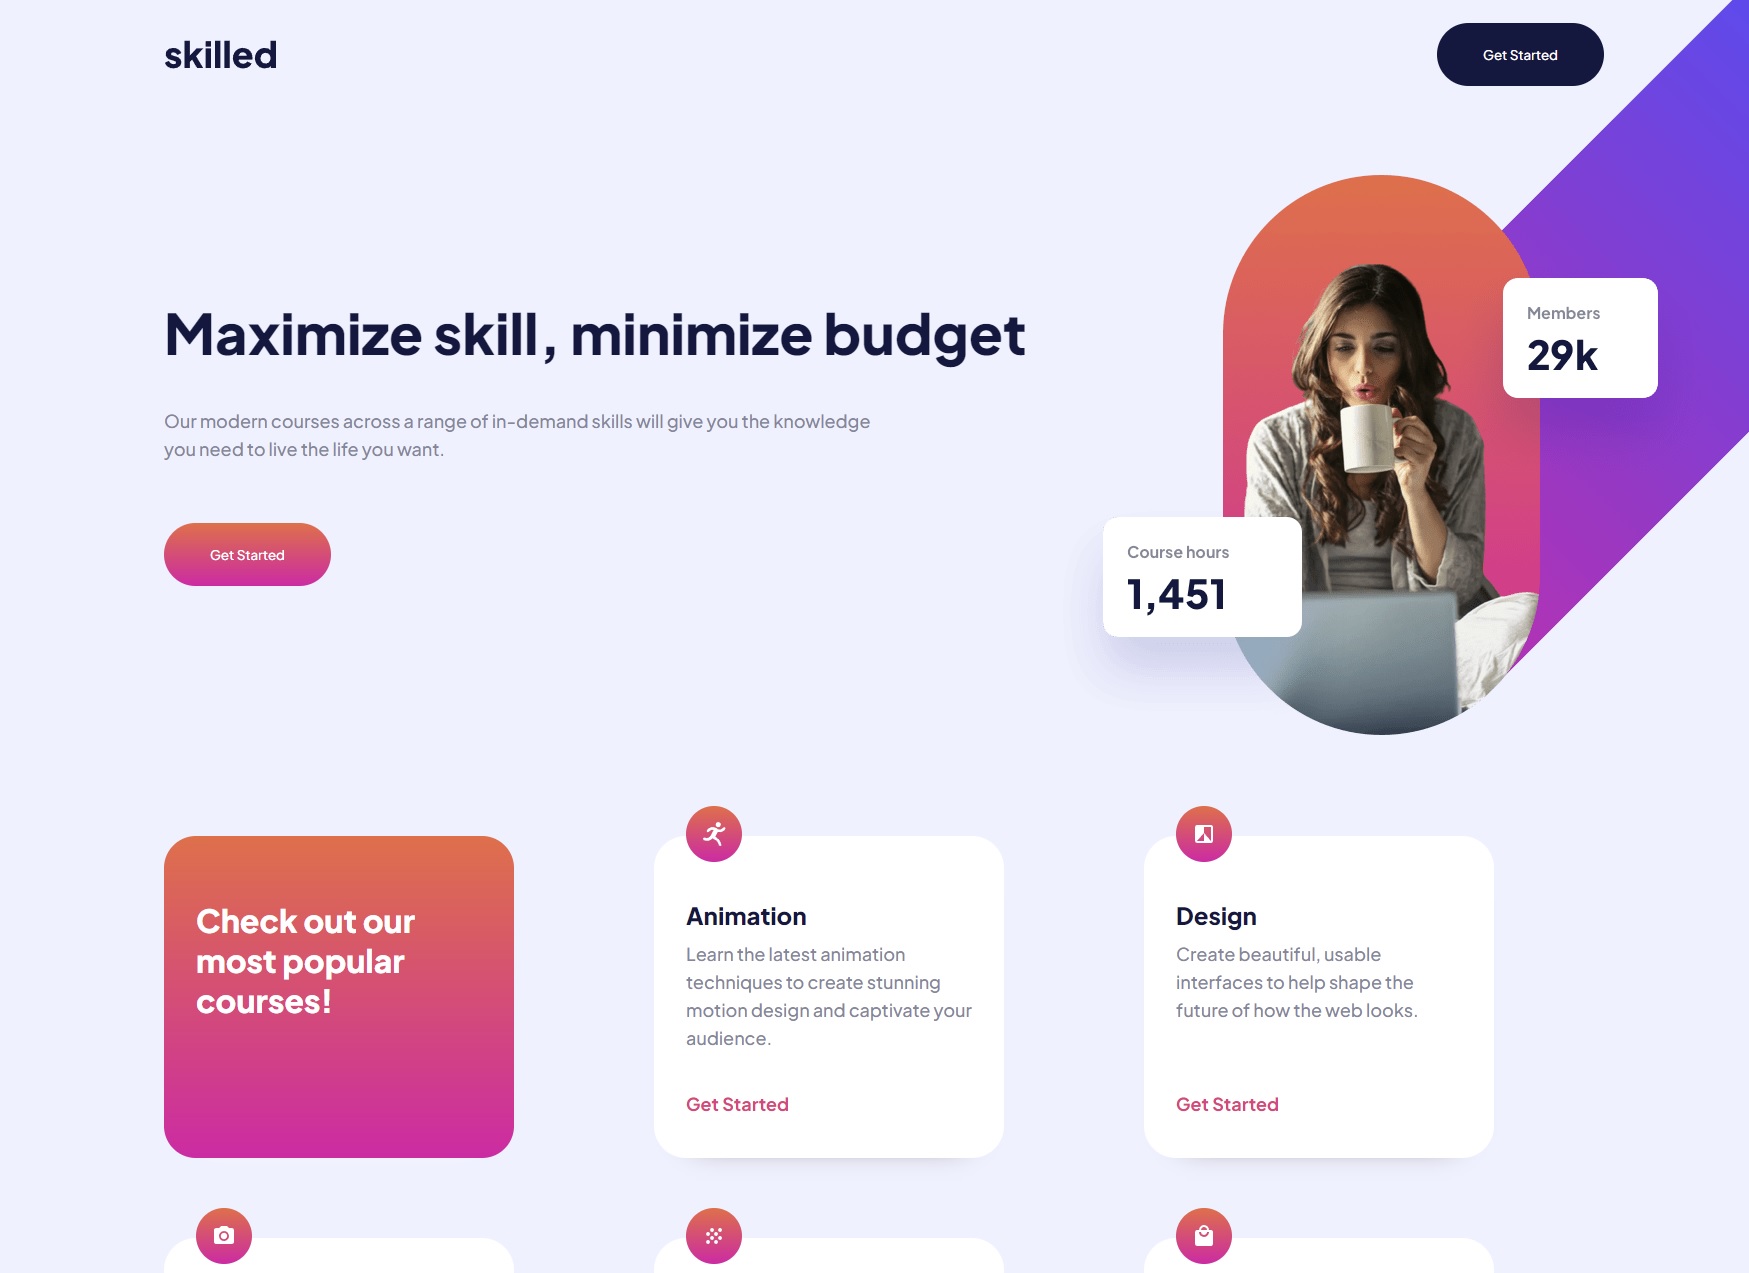 skilled
Get Started
Maximize skill, minimize budget
Our modern courses across a range of in-demand skills will give you the knowledge
you need to live the life you want.
Get Started
Members
29k
Course hours
1,451
Check out our
most popular
courses!
Animation
Learn the latest animation
techniques to create stunning
motion design and captivate your
audience.
Get Started
Design
Create beautiful, usable
interfaces to help shape the
future of how the web looks.
Get Started